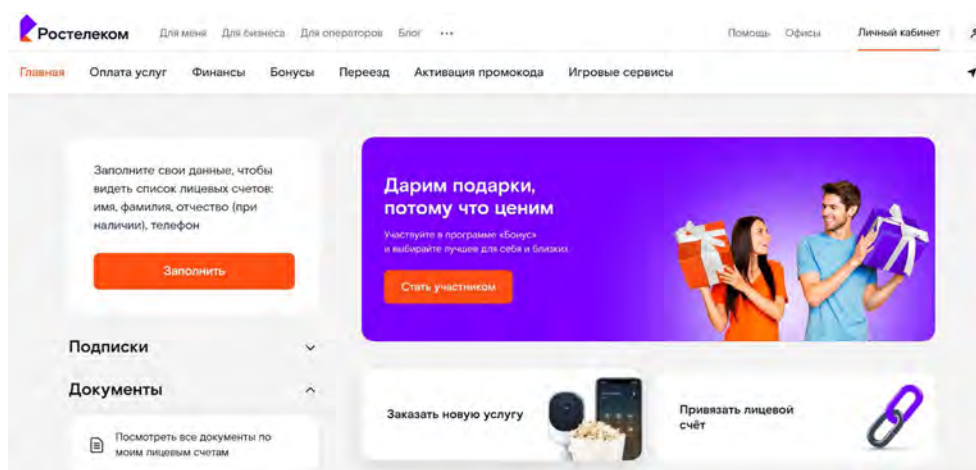 Ростелеком Для меня Для бизнеса Для операторов Блог ... Помощь Офисы Личный кабинет
Главная Оплата услуг Финансы Бонусы Переезд Активация промокода Игровые сервисы
Заполните свои данные, чтобы
видеть список лицевых счетов:
имя, фамилия, отчество (при
наличии), телефон
Заполнить
Подписки
Документы
Посмотреть все документы по
моим лицевым счетам
Дарим подарки,
потому что ценим
Участвуйте в программе «Бонус»
и выбирайте лучшее для себя и близких.
Стать участником
Заказать новую услугу
Привязать лицевой
счёт